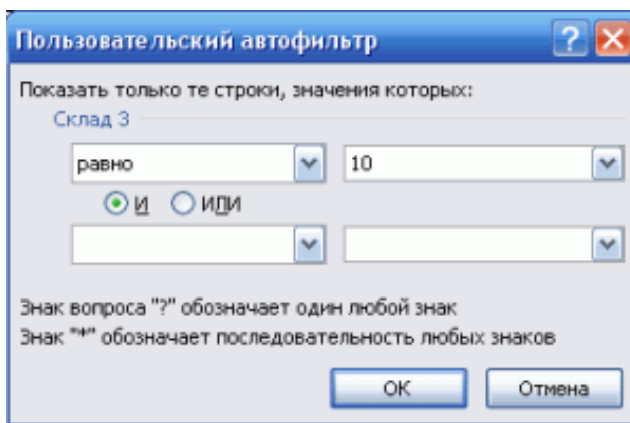 Пользовательский автофильтр
Показать только те строки, значения которых:
Склад 3
равно 10
И ИЛИ
Знак вопроса "?" обозначает один любой знак
Знак "*" обозначает последовательность любых знаков
ОК Отмена